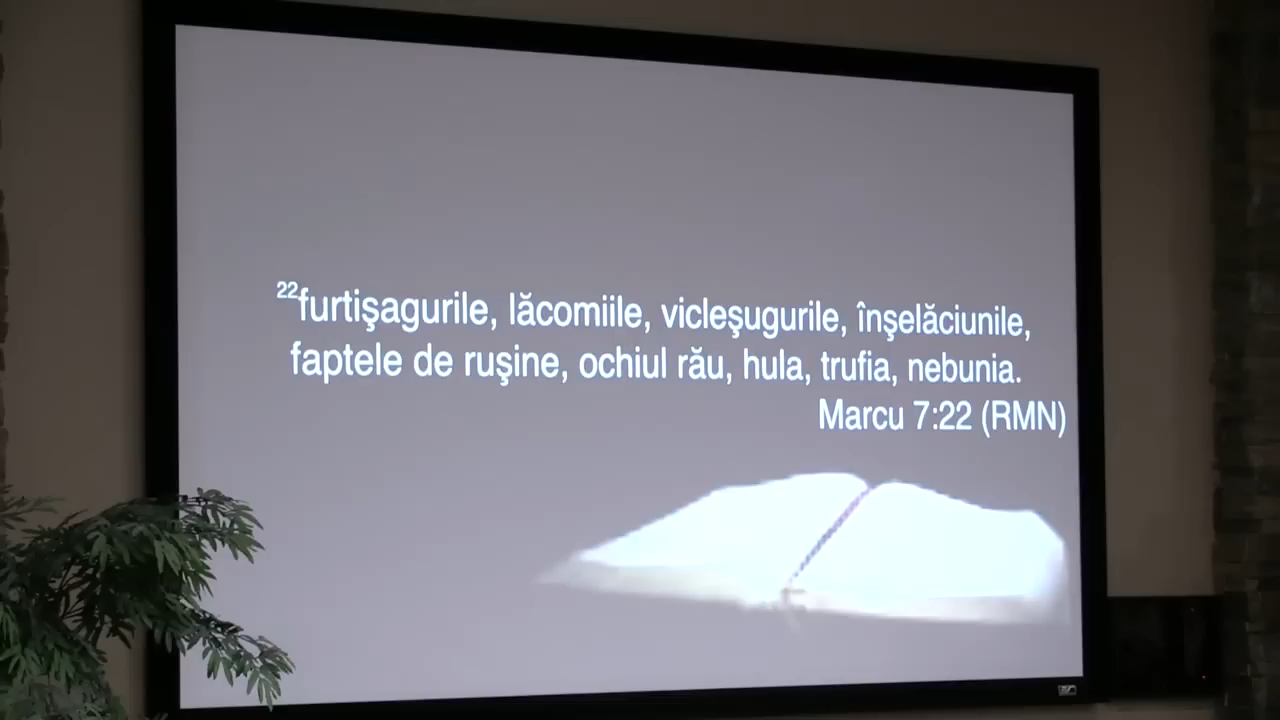 22furtişagurile, lăcomiile, vicleşugurile, înşelăciunile,
faptele de ruşine, ochiul rău, hula, trufia, nebunia.
Marcu 7:22 (RMN)